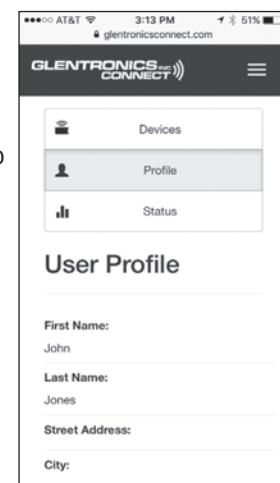 ●●●○○ AT&T 3:13 PM 51%
glentronicsconnect.com
GLENTRONICS INC
CONNECT
Devices
Profile
Status
User Profile
First Name:
John
Last Name:
Jones
Street Address:
City: